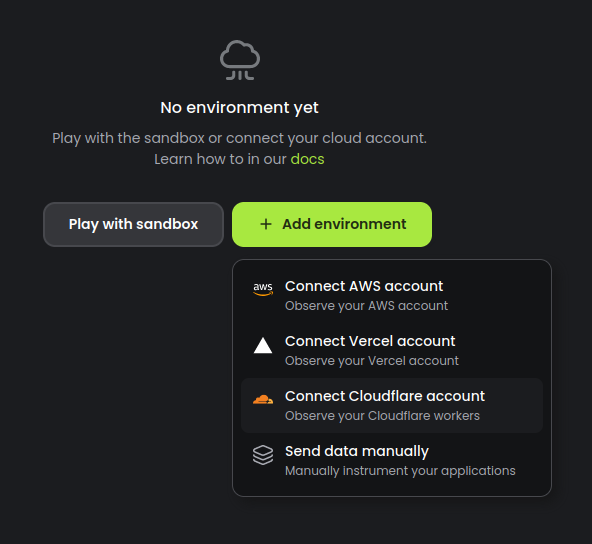 No environment yet
Play with the sandbox or connect your cloud account.
Learn how to in our docs
Play with sandbox
+ Add environment
aws
Connect AWS account
Observe your AWS account
Connect Vercel account
Observe your Vercel account
Connect Cloudflare account
Observe your Cloudflare workers
Send data manually
Manually instrument your applications